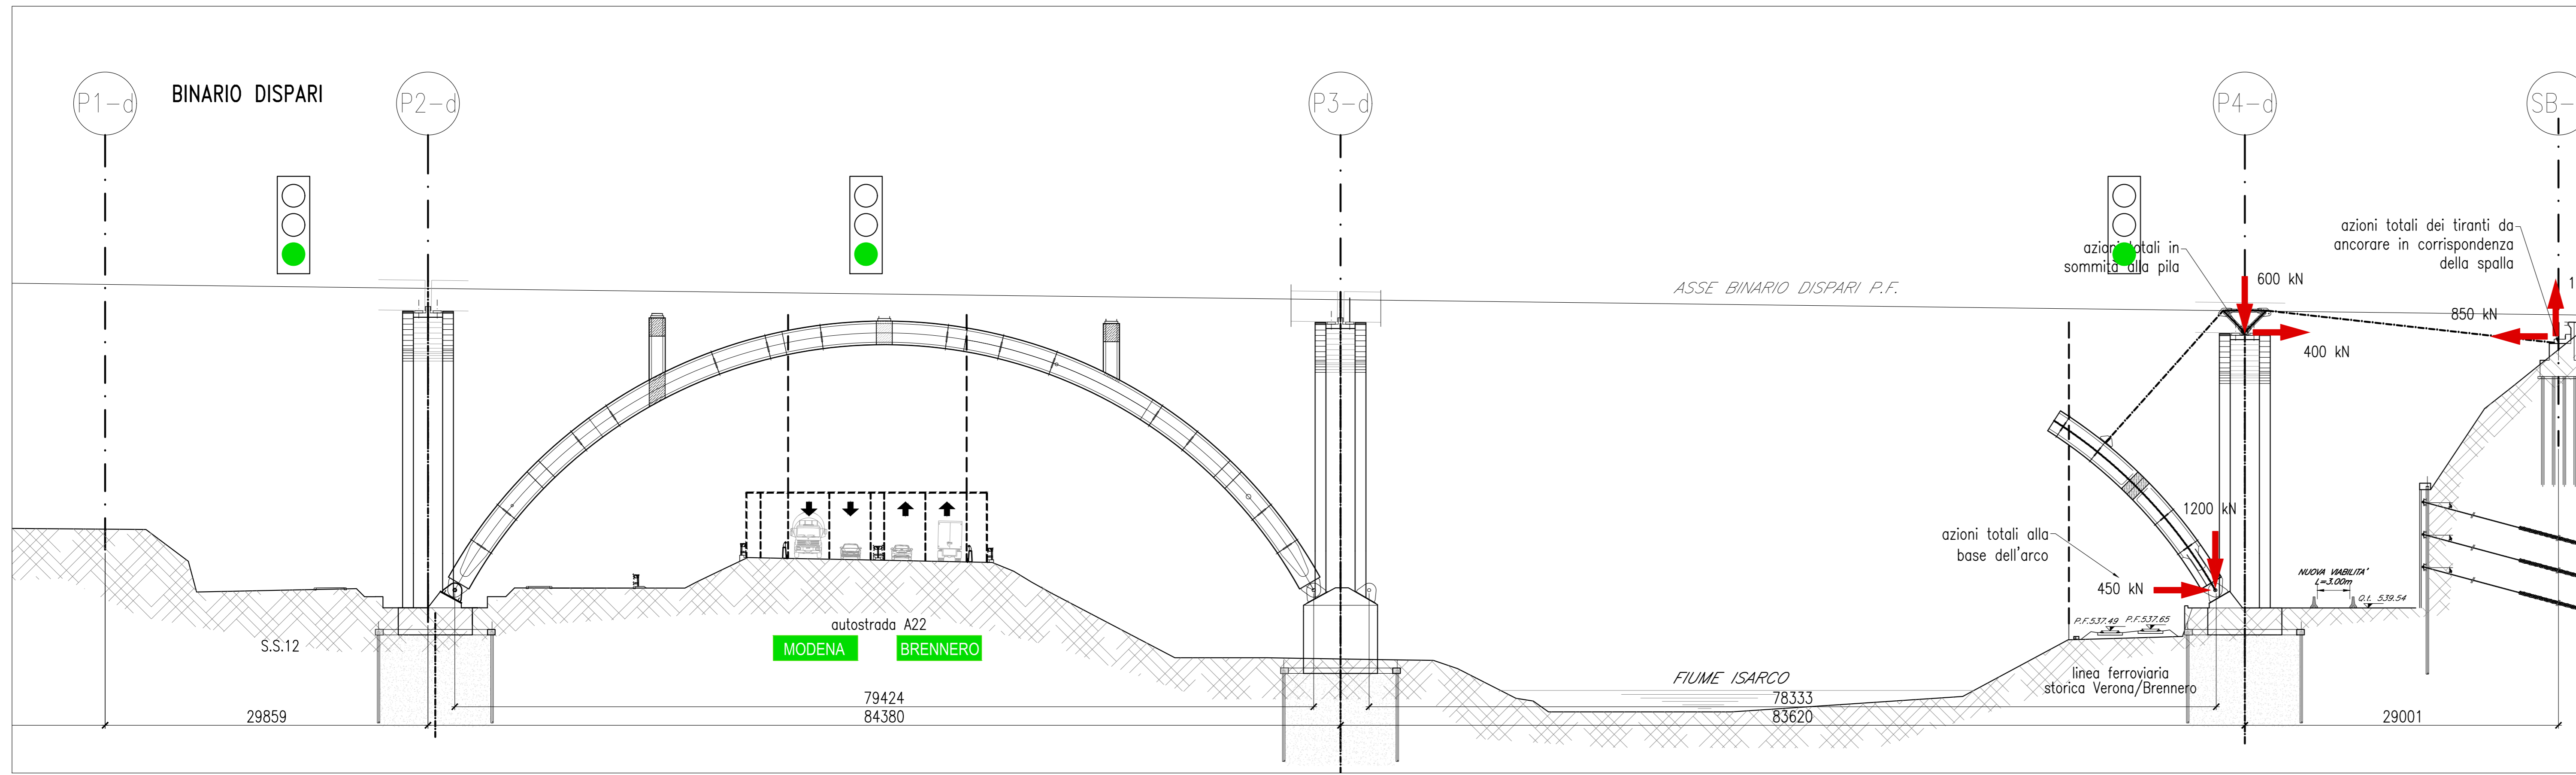 P1-d
BINARIO DISPARI
P2-d
P3-d
P4-d
SB-
azioni totali in
sommità alla pila
azioni totali dei tiranti da
ancorare in corrispondenza
della spalla
600 kN
1
850 kN
400 kN
ASSE BINARIO DISPARI P.F.
1200 kN
azioni totali alla
base dell'arco
450 kN
NUOVA VIABILITA'
L=3.00m
Q.t. 539.54
P.F.537.49 P.F.537.65
S.S.12
autostrada A22
MODENA
BRENNERO
FIUME ISARCO
linea ferroviaria
storica Verona/Brennero
79424
78333
29859
84380
83620
29001